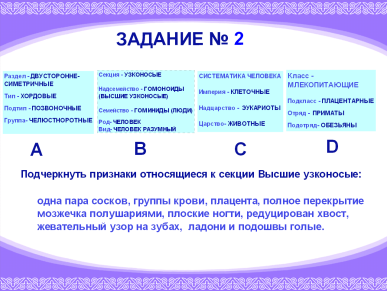 ЗАДАНИЕ № 2
Раздел - ДВУСТОРОННЕ-
СИМЕТРИЧНЫЕ
Тип - ХОРДОВЫЕ
Подтип - ПОЗВОНОЧНЫЕ
Группа- ЧЕЛЮСТНОРОТНЫЕ
Секция - УЗКОНОСЫЕ
Надсемейство - ГОМОНОИДЫ
(ВЫСШИЕ УЗКОНОСЫЕ)
Семейство - ГОМИНИДЫ (ЛЮДИ)
Род- ЧЕЛОВЕК
Вид- ЧЕЛОВЕК РАЗУМНЫЙ
СИСТЕМАТИКА ЧЕЛОВЕКА
Империя - КЛЕТОЧНЫЕ
Надцарство - ЭУКАРИОТЫ
Царство- ЖИВОТНЫЕ
Класс -
МЛЕКОПИТАЮЩИЕ
Подкласс - ПЛАЦЕНТАРНЫЕ
Отряд - ПРИМАТЫ
Подотряд- ОБЕЗЬЯНЫ
А
В
С
D
Подчеркнуть признаки относящиеся к секции Высшие узконосые:
одна пара сосков, группы крови, плацента, полное перекрытие
мозжечка полушариями, плоские ногти, редуцирован хвост,
жевательный узор на зубах, ладони и подошвы голые.